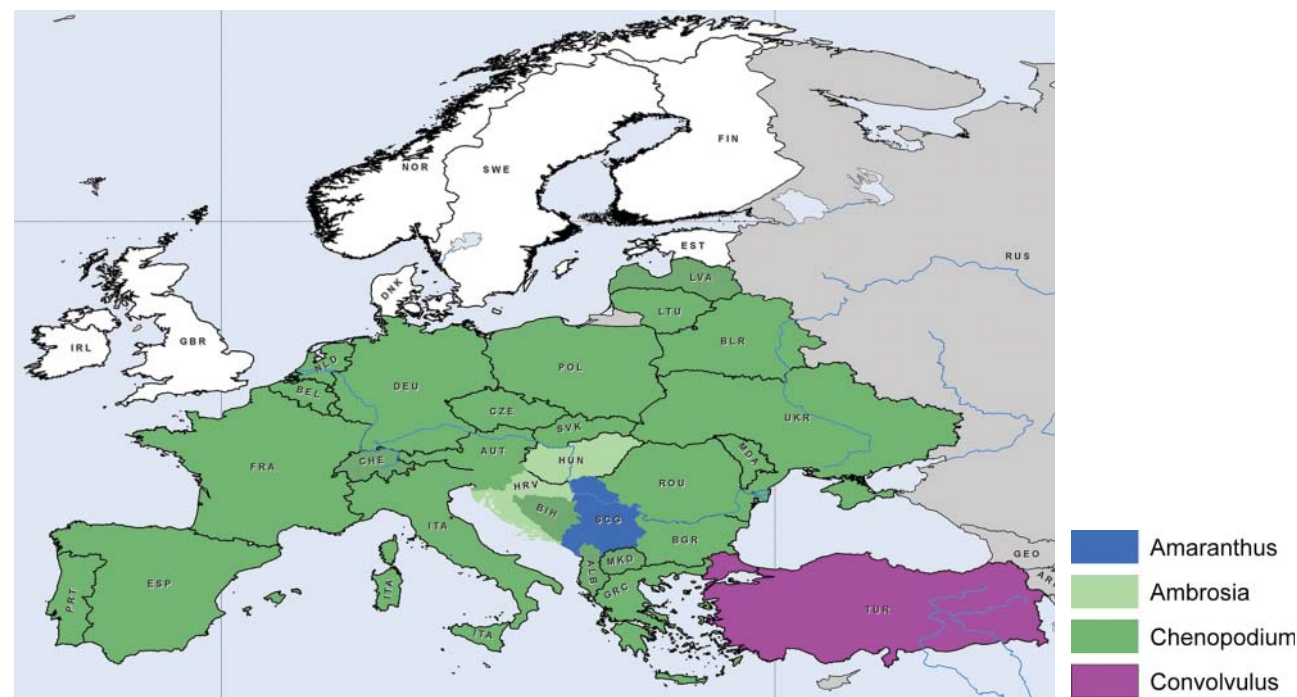 NOR
SWE
FIN
EST
RUS
LVA
DNK
LTU
IRL
GBR
BLR
NLD
POL
BEL
DEU
CZE
UKR
SVK
FRA
CHE
AUT
HUN
MDA
HRV
ROU
BIH
SCG
ITA
BGR
GEO
MKD
ALB
ESP
PRT
ITA
GRC
TUR
ITA
Amaranthus
Ambrosia
Chenopodium
Convolvulus